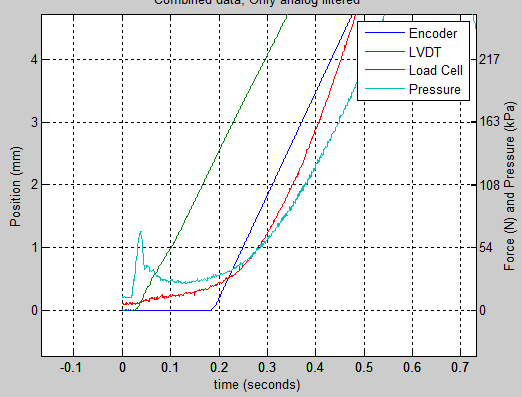 Combined data, Only analog filtered
Encoder
LVDT
Load Cell
Pressure
4
3
2
1
0
217
163
108
54
0
Position (mm)
Force (N) and Pressure (kPa)
-0.1 0 0.1 0.2 0.3 0.4 0.5 0.6 0.7
time (seconds)